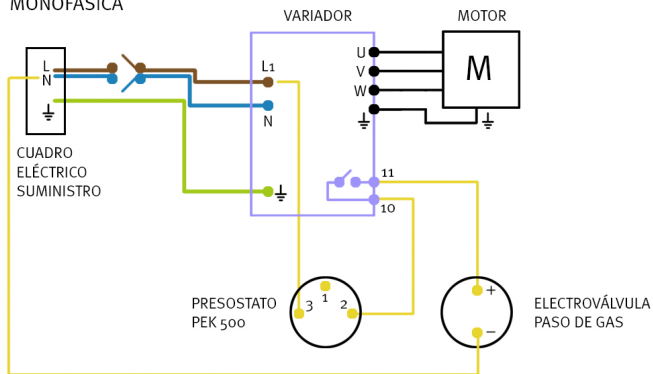 MONOFÁSICA
VARIADOR
MOTOR
L
N
CUADRO
ELÉCTRICO
SUMINISTRO
L1
N
U
V
W
M
11
10
PRESOSTATO
PEK 500
3
1
2
+
–
ELECTROVÁLVULA
PASO DE GAS